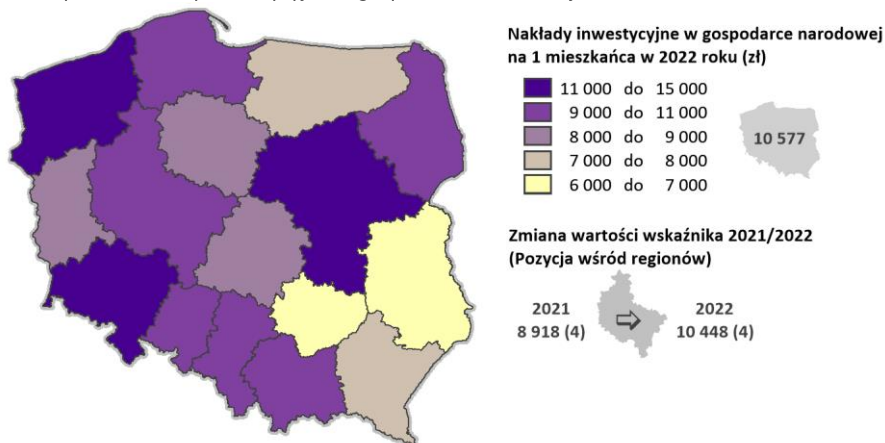 Nakłady inwestycyjne w gospodarce narodowej
na 1 mieszkańca w 2022 roku (zł)
11 000 do 15 000
9 000 do 11 000
8 000 do 9 000
7 000 do 8 000
6 000 do 7 000
10 577
Zmiana wartości wskaźnika 2021/2022
(Pozycja wśród regionów)
2021
8 918 (4)
2022
10 448 (4)